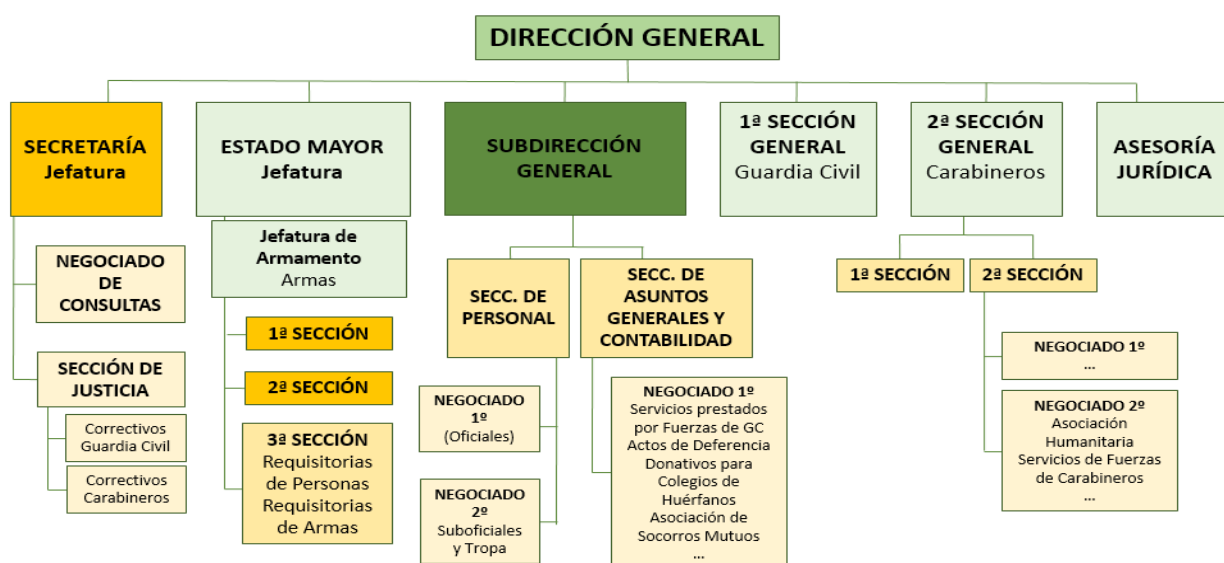 DIRECCIÓN GENERAL
SECRETARÍA
Jefatura
ESTADO MAYOR
Jefatura
SUBDIRECCIÓN
GENERAL
1ª SECCIÓN
GENERAL
Guardia Civil
2ª SECCIÓN
GENERAL
Carabineros
ASESORÍA
JURÍDICA
NEGOCIADO
DE
CONSULTAS
SECCIÓN DE
JUSTICIA
Correctivos
Guardia Civil
Correctivos
Carabineros
Jefatura de
Armamento
Armas
1ª SECCIÓN
2ª SECCIÓN
3ª SECCIÓN
Requisitorias
de Personas
Requisitorias
de Armas
SECC. DE
PERSONAL
NEGOCIADO
1º
(Oficiales)
NEGOCIADO
2º
Suboficiales
y Tropa
SECC. DE
ASUNTOS
GENERALES Y
CONTABILIDAD
NEGOCIADO 1º
Servicios prestados
por Fuerzas de GC
Actos de Deferencia
Donativos para
Colegios de
Huérfanos
Asociación de
Socorros Mutuos
...
1ª SECCIÓN
2ª SECCIÓN
NEGOCIADO 1º
...
NEGOCIADO 2º
Asociación
Humanitaria
Servicios de Fuerzas
de Carabineros
...